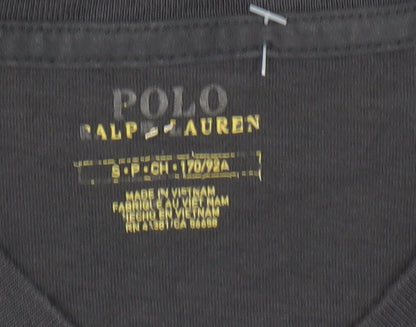 POLO
RALPH LAUREN
S • P • CH • 170/92A
MADE IN VIETNAM
FABRIQUÉ AU VIET NAM
HECHO EN VIETNAM
RN 41381/CA 56658